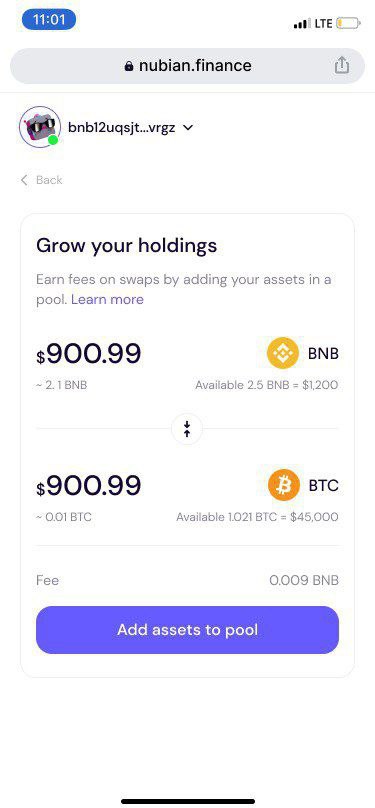 11:01
LTE
nubian.finance
bnb12uqsjt...vrgz
Back
Grow your holdings
Earn fees on swaps by adding your assets in a
pool. Learn more
$900.99 BNB
~ 2. 1 BNB Available 2.5 BNB = $1,200
$900.99 BTC
~ 0.01 BTC Available 1.021 BTC = $45,000
Fee 0.009 BNB
Add assets to pool